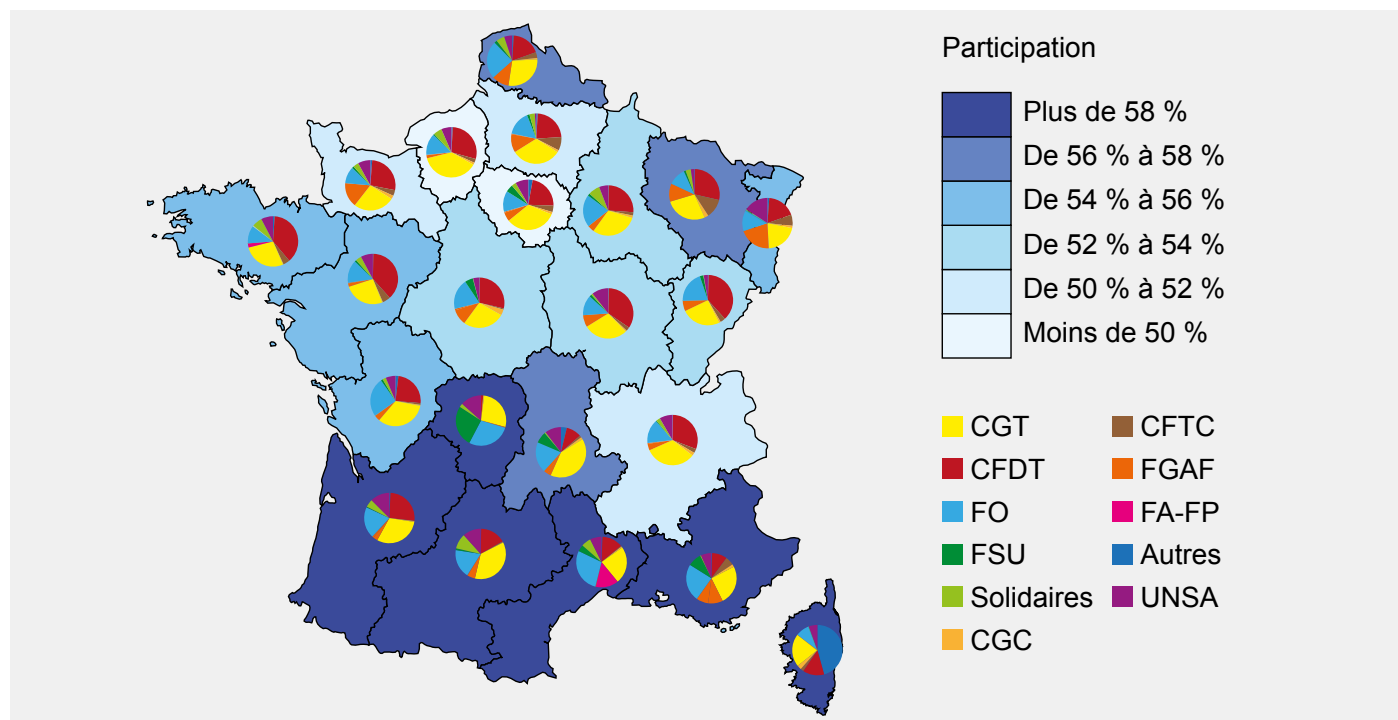 Participation
Plus de 58 %
De 56 % à 58 %
De 54 % à 56 %
De 52 % à 54 %
De 50 % à 52 %
Moins de 50 %
CGT
CFDT
FO
FSU
Solidaires
CGC
CFTC
FGAF
FA-FP
Autres
UNSA